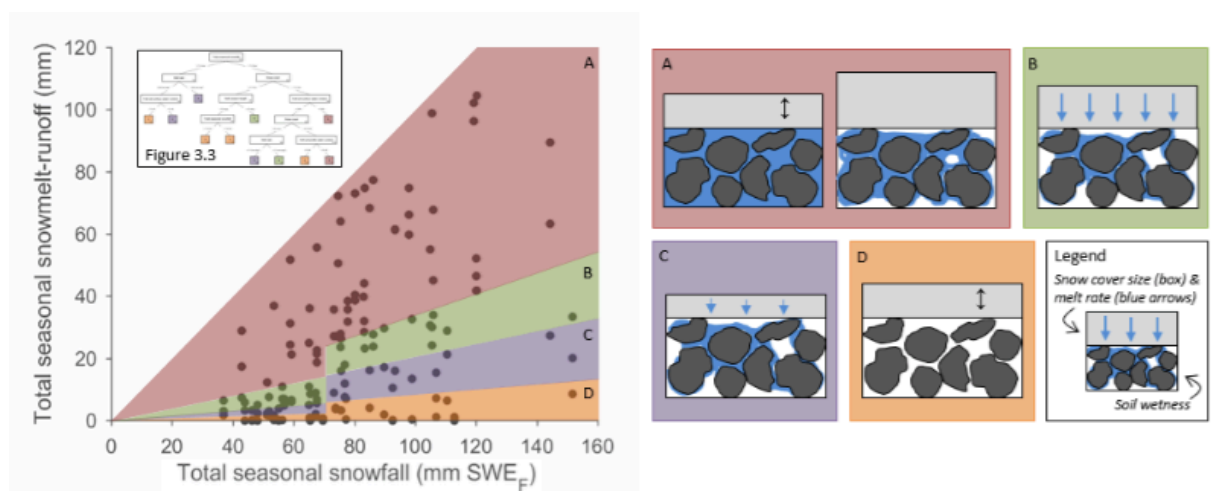 Total seasonal snowmelt-runoff (mm)
120
100
80
60
40
20
0
Figure 3.3
A
B
C
D
0 20 40 60 80 100 120 140 160
Total seasonal snowfall (mm SWE_F)
A
B
C
D
Legend
Snow cover size (box) &
melt rate (blue arrows)
Soil wetness